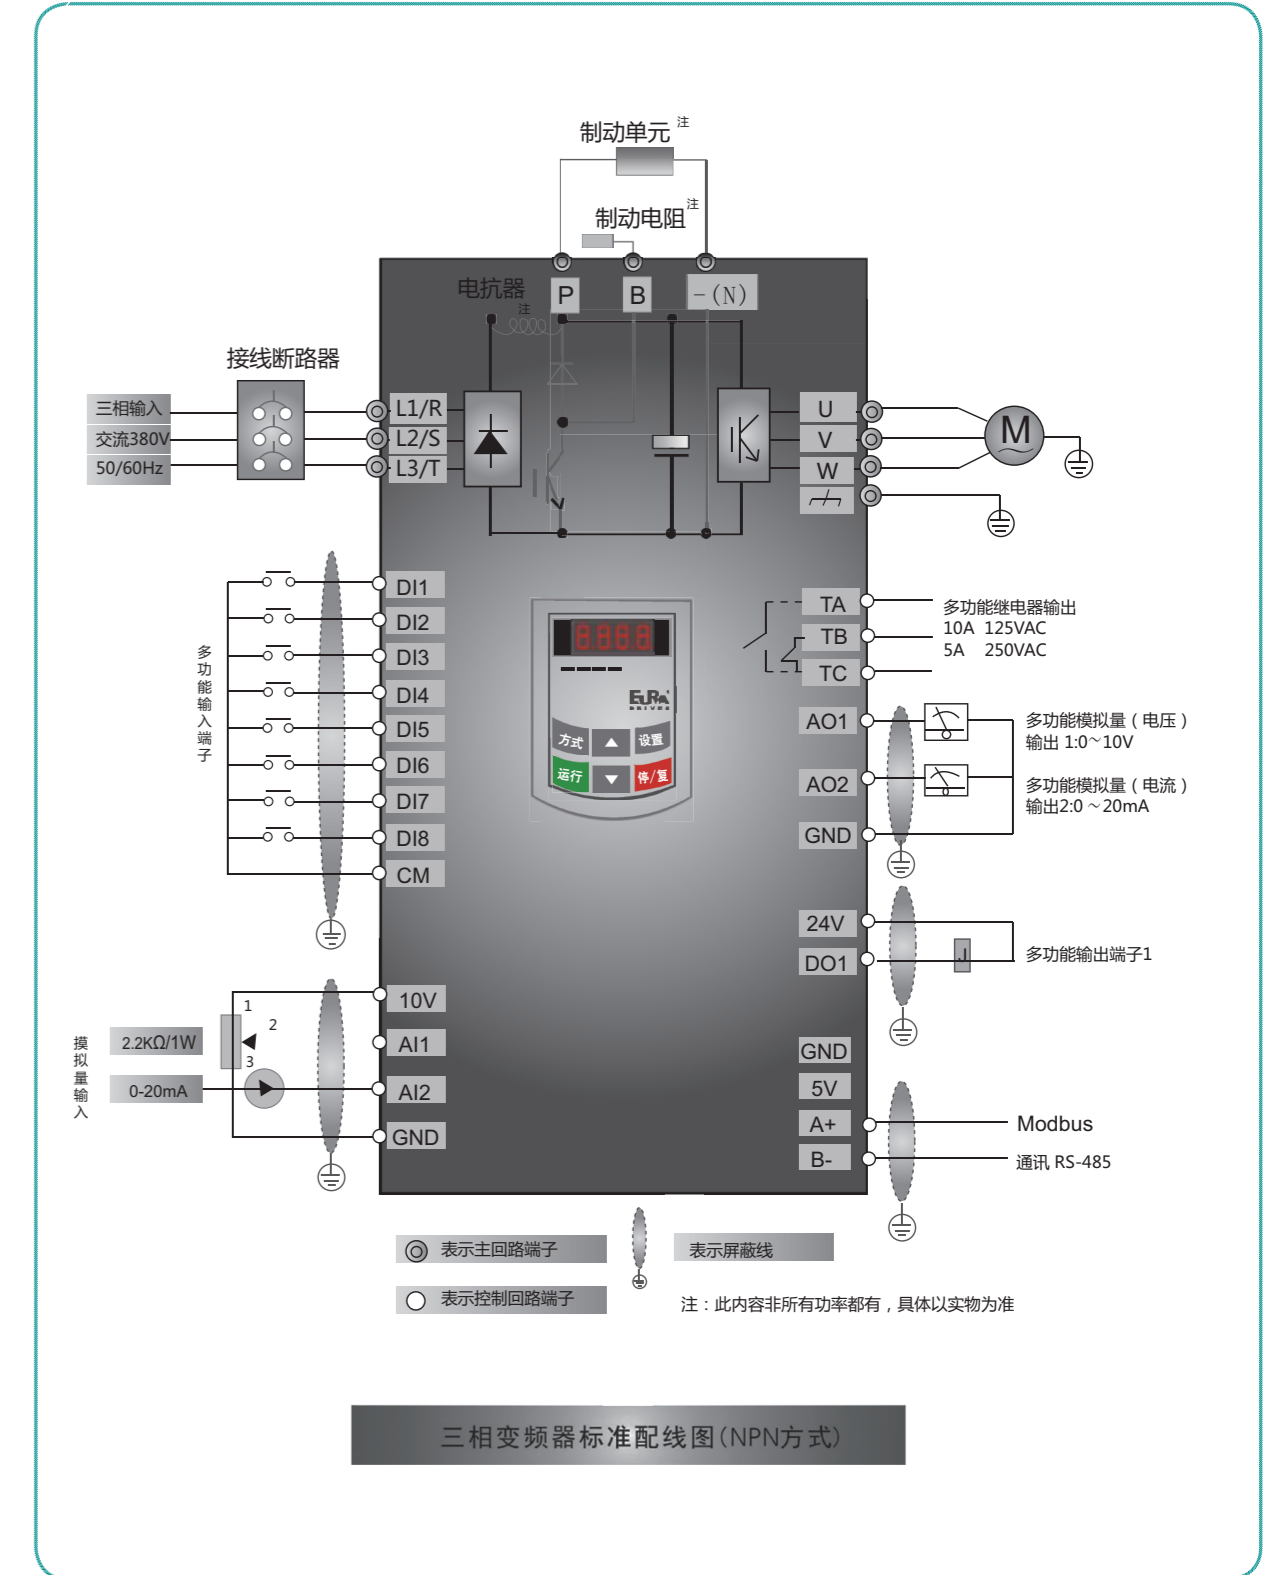 制动单元 注
制动电阻 注
电抗器 注
P
B
-(N)
接线断路器
三相输入
交流380V
50/60Hz
L1/R
L2/S
L3/T
U
V
W
M
多功能输入端子
DI1
DI2
DI3
DI4
DI5
DI6
DI7
DI8
CM
8.8.8.8.
EURA
DRIVES
方式
设置
运行
停/复
TA
TB
TC
多功能继电器输出
10A 125VAC
5A 250VAC
AO1
AO2
GND
多功能模拟量（电压）
输出 1:0～10V
多功能模拟量（电流）
输出2:0 ～20mA
24V
DO1
J
多功能输出端子1
摸拟量输入
2.2KΩ/1W
0-20mA
1
2
3
10V
AI1
AI2
GND
GND
5V
A+
B-
Modbus
通讯 RS-485
表示主回路端子
表示屏蔽线
表示控制回路端子
注：此内容非所有功率都有，具体以实物为准
三相变频器标准配线图(NPN方式)